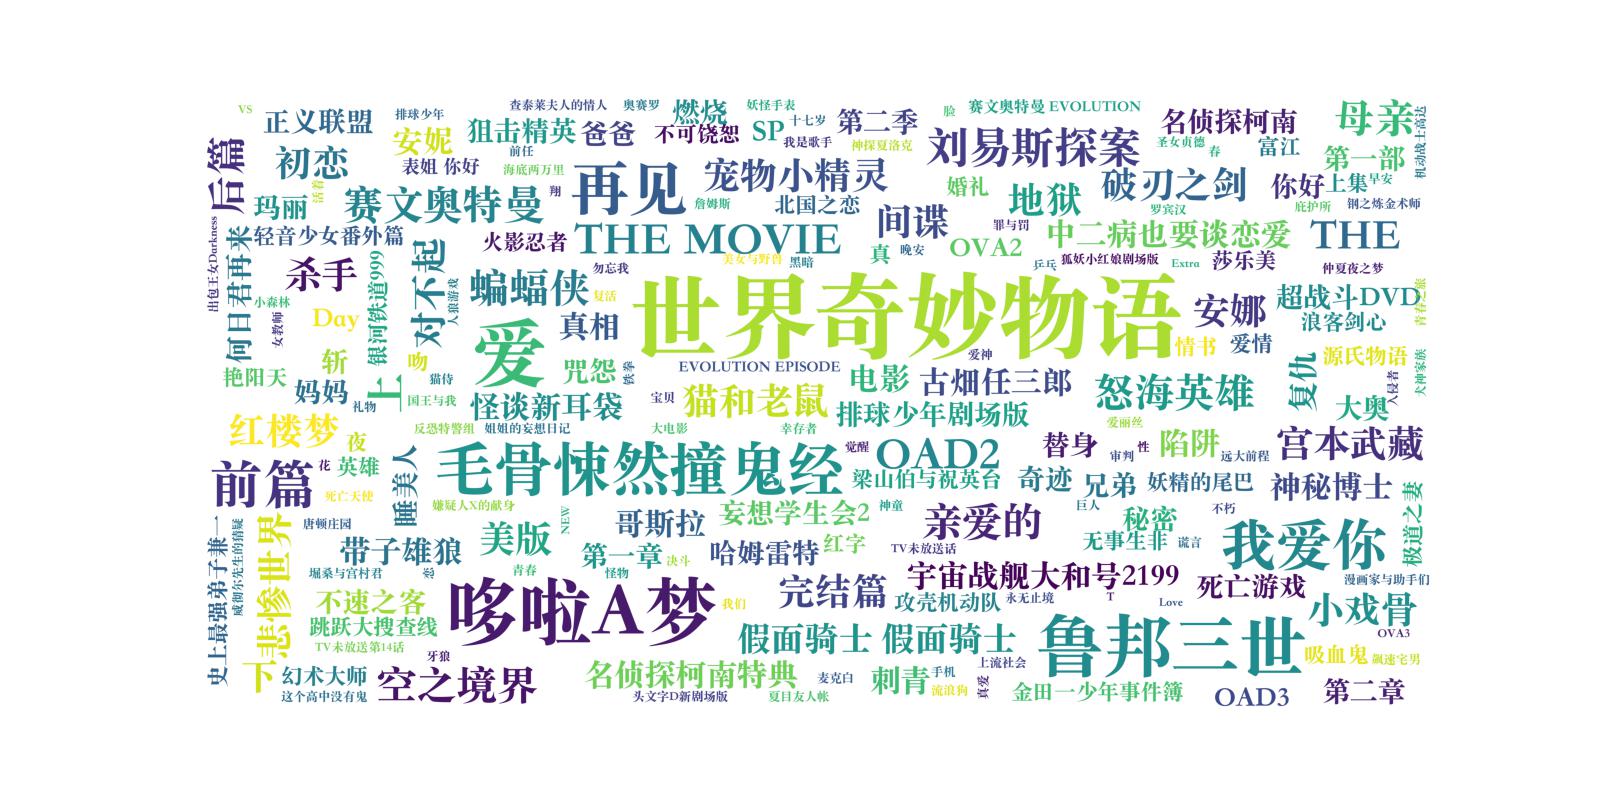 VS
正义联盟
排球少年
查泰莱夫人的情人
奥赛罗
燃烧
妖怪手表
十七岁
脸
赛文奥特曼 EVOLUTION
名侦探柯南
母亲
机动战士高达
后篇
初恋
安妮
狙击精英
爸爸
不可饶恕
SP
我是歌手
第二季
神探夏洛克
刘易斯探案
圣女贞德
春
富江
第一部
前任
表姐 你好
海底两万里
再见
宠物小精灵
婚礼
地狱
破刃之剑
你好
上集
早安
活着
玛丽
赛文奥特曼
翔
詹姆斯
北国之恋
间谍
罪与罚
罗宾汉
庇护所
钢之炼金术师
出包王女Darkness
何日君再来
轻音少女番外篇
火影忍者
THE MOVIE
真
晚安
OVA2
中二病也要谈恋爱
THE
杀手
银河铁道999
对不起
人狼游戏
蝙蝠侠
勿忘我
美女与野兽
黑暗
乒乓
狐妖小红娘剧场版
Extra
莎乐美
仲夏夜之梦
小森林
女教师
Day
复活
世界奇妙物语
安娜
超战斗DVD
青春之旅
浪客剑心
斩
吻
爱
真相
爱神
情书
爱情
源氏物语
艳阳天
妈妈
礼物
上
猫侍
国王与我
咒怨
铁拳
EVOLUTION EPISODE
电影
古畑任三郎
怒海英雄
复仇
入侵者
犬神家族
大奥
怪谈新耳袋
宝贝
猫和老鼠
排球少年剧场版
红楼梦
夜
反恐特警组
姐姐的妄想日记
大电影
幸存者
爱丽丝
前篇
花
英雄
死亡天使
睡美人
毛骨悚然撞鬼经
觉醒
OAD2
替身
审判
性
陷阱
远大前程
宫本武藏
嫌疑人X的献身
梁山伯与祝英台
奇迹
兄弟
妖精的尾巴
神秘博士
极道之妻
史上最强弟子兼一
威彻尔先生的猜疑
下
悲惨世界
唐顿庄园
带子雄狼
美版
NEW
哥斯拉
妄想学生会2
神童
亲爱的
巨人
秘密
不朽
我爱你
堀桑与宫村君
恋
青春
第一章
决斗
怪物
哈姆雷特
红字
TV未放送话
无事生非
谎言
不速之客
哆啦A梦
我们
完结篇
宇宙战舰大和号2199
死亡游戏
漫画家与助手们
跳跃大搜查线
攻壳机动队
永无止境
T
Love
小戏骨
TV未放送第14话
牙狼
假面骑士
假面骑士
鲁邦三世
OVA3
吸血鬼
飙速宅男
幻术大师
这个高中没有鬼
空之境界
名侦探柯南特典
头文字D新剧场版
麦克白
夏目友人帐
刺青
手机
流浪狗
上流社会
真爱
金田一少年事件簿
OAD3
第二章